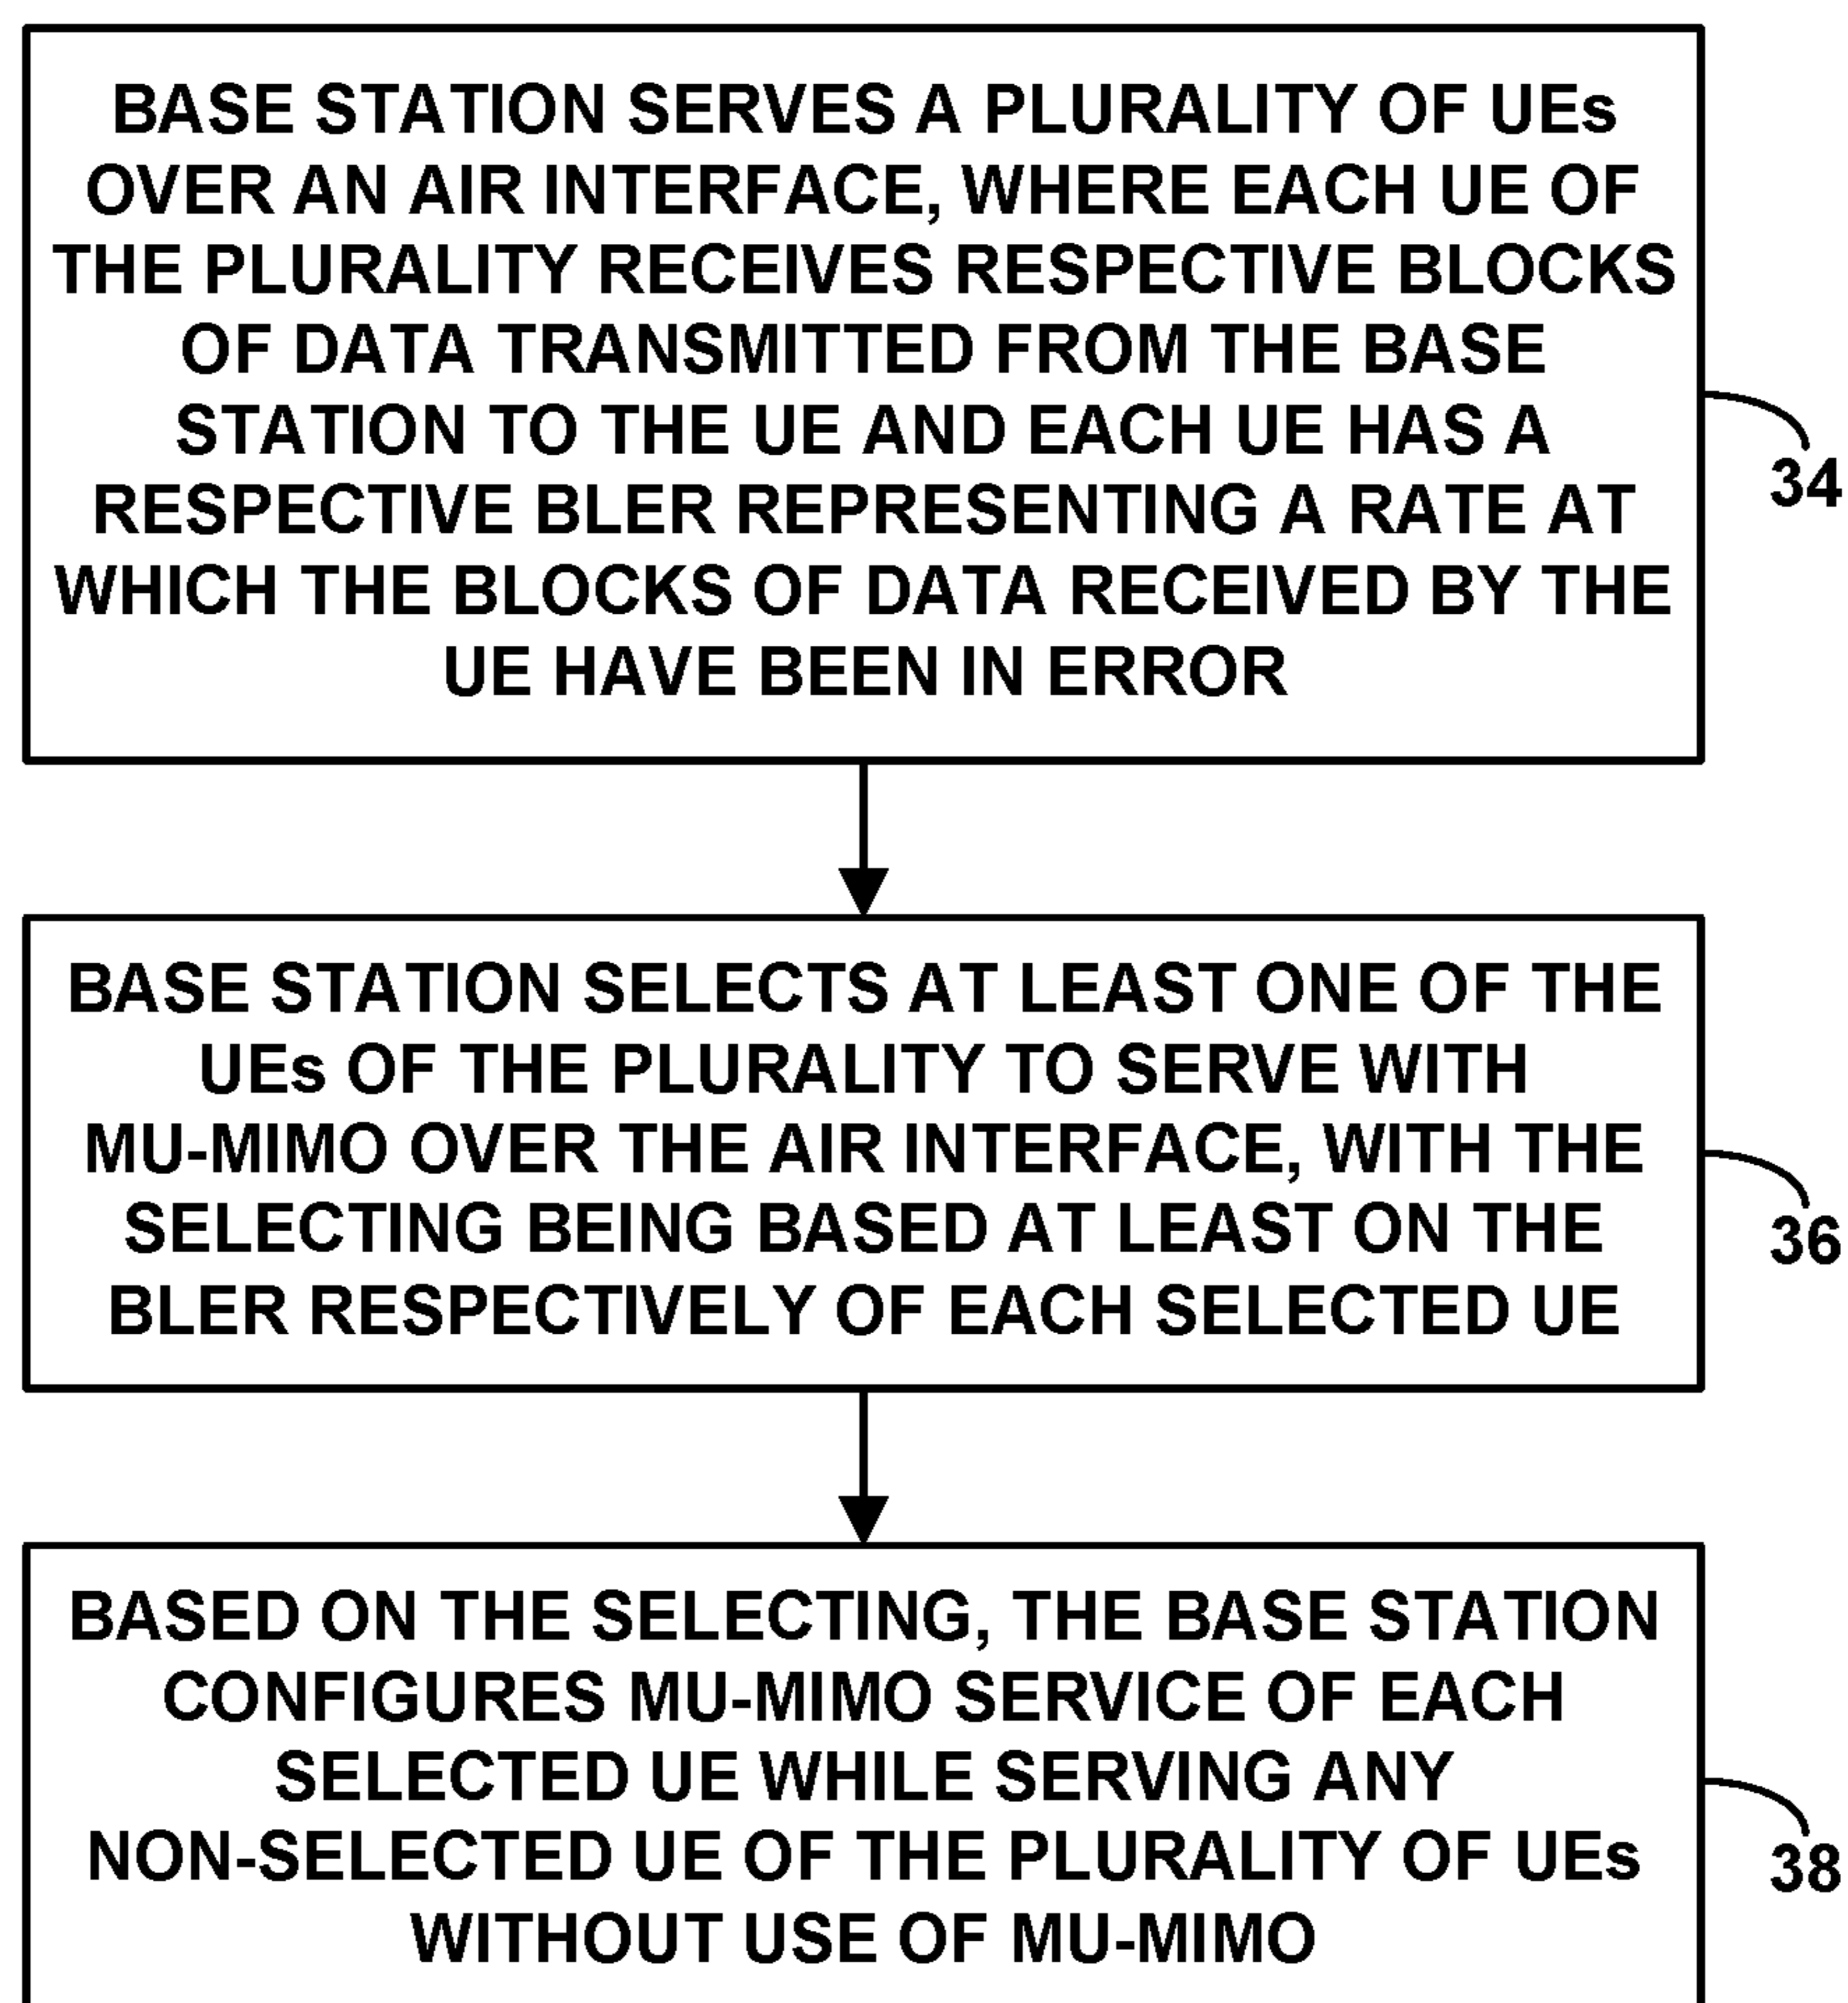 BASE STATION SERVES A PLURALITY OF UEs
OVER AN AIR INTERFACE, WHERE EACH UE OF
THE PLURALITY RECEIVES RESPECTIVE BLOCKS
OF DATA TRANSMITTED FROM THE BASE
STATION TO THE UE AND EACH UE HAS A
RESPECTIVE BLER REPRESENTING A RATE AT
WHICH THE BLOCKS OF DATA RECEIVED BY THE
UE HAVE BEEN IN ERROR
34
BASE STATION SELECTS AT LEAST ONE OF THE
UEs OF THE PLURALITY TO SERVE WITH
MU-MIMO OVER THE AIR INTERFACE, WITH THE
SELECTING BEING BASED AT LEAST ON THE
BLER RESPECTIVELY OF EACH SELECTED UE
36
BASED ON THE SELECTING, THE BASE STATION
CONFIGURES MU-MIMO SERVICE OF EACH
SELECTED UE WHILE SERVING ANY
NON-SELECTED UE OF THE PLURALITY OF UEs
WITHOUT USE OF MU-MIMO
38